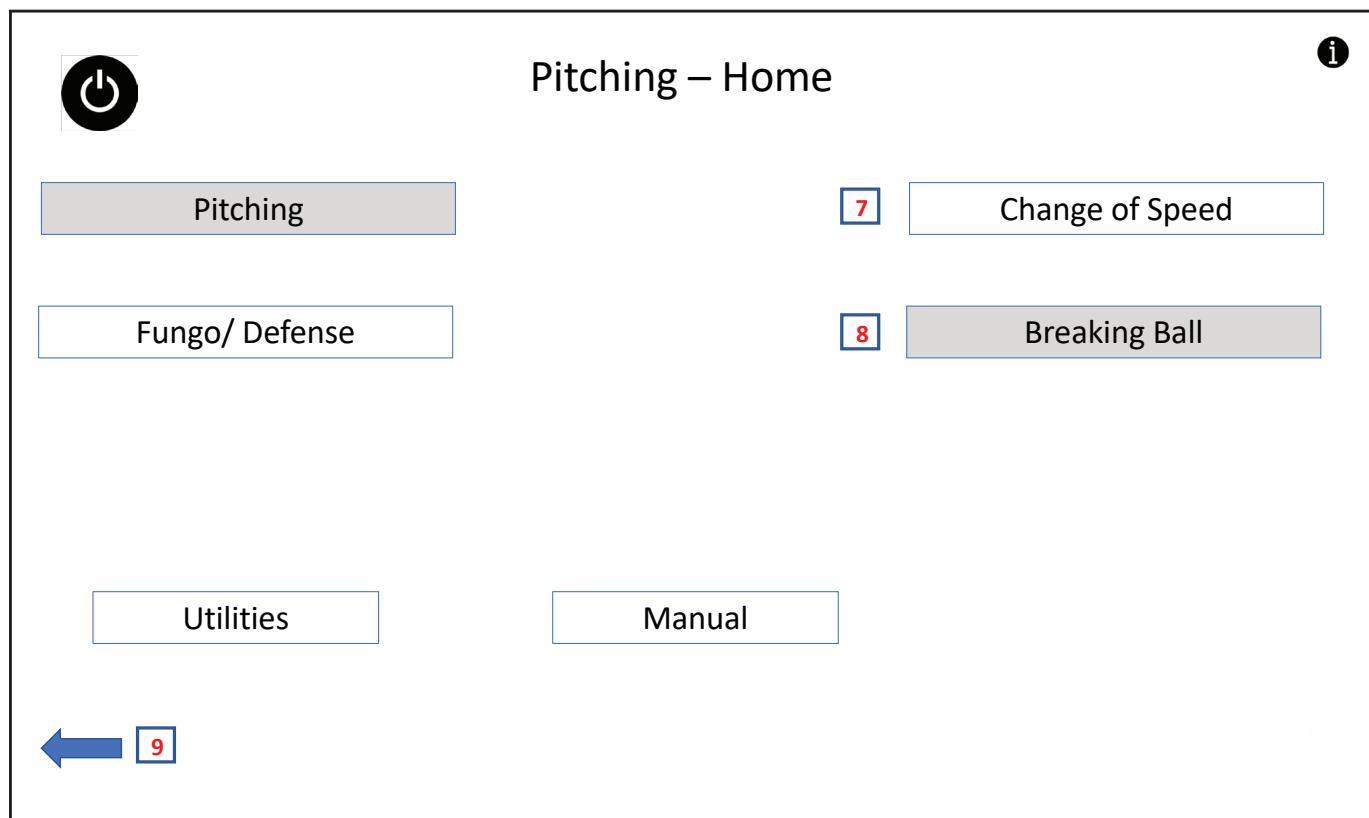 Pitching – Home
Pitching
7
Change of Speed
Fungo/ Defense
8
Breaking Ball
Utilities
Manual
9